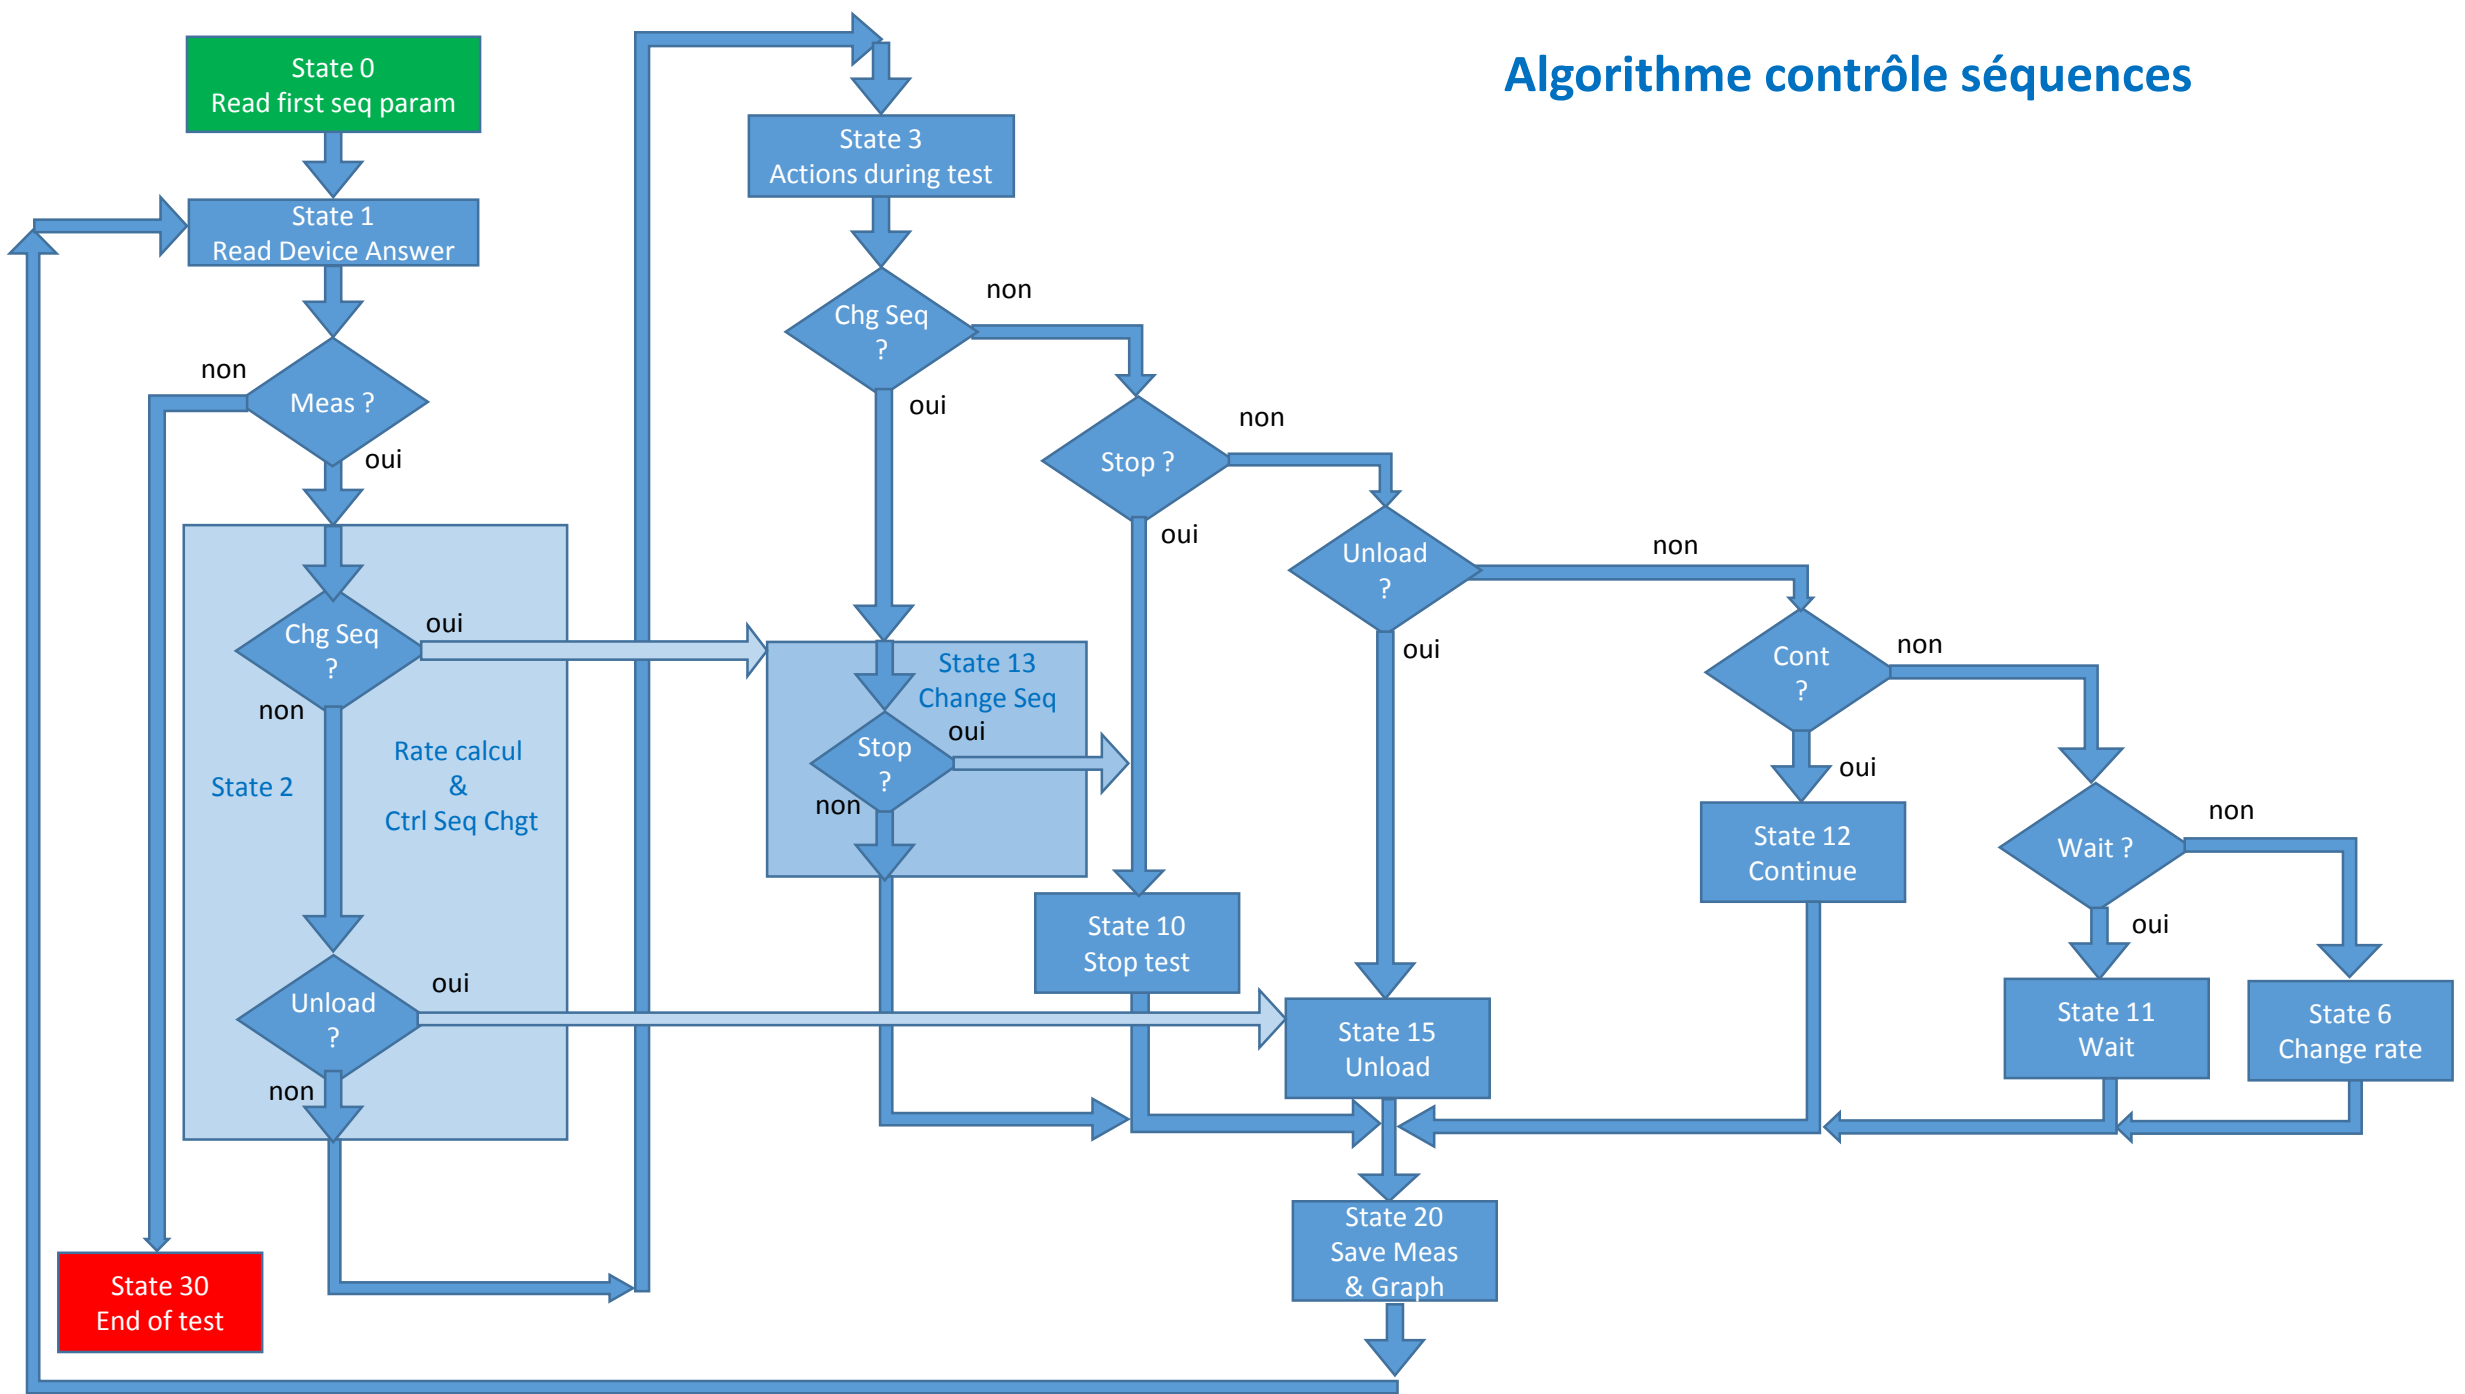 Algorithme contrôle séquences
State 0
Read first seq param
State 1
Read Device Answer
non
Meas ?
oui
oui
Chg Seq
?
non
Rate calcul
&
Ctrl Seq Chgt
State 2
oui
Unload
?
non
State 30
End of test
State 3
Actions during test
non
Chg Seq
?
oui
State 13
Change Seq
oui
Stop
?
non
non
Stop ?
oui
State 10
Stop test
non
Unload
?
oui
State 15
Unload
non
Cont
?
oui
State 12
Continue
non
Wait ?
oui
State 11
Wait
State 6
Change rate
State 20
Save Meas
& Graph